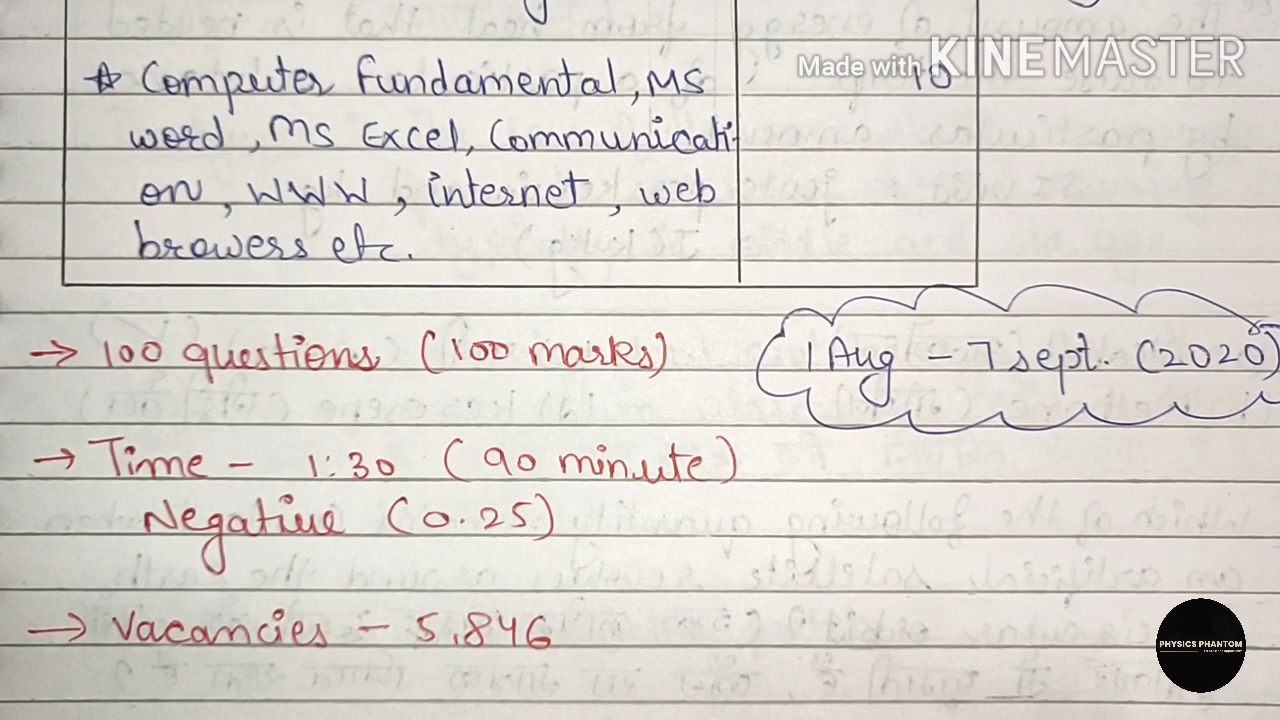 Made with KINEMASTER
☆ Computer Fundamental, MS 10
word, MS Excel, Communicati-
on, WWW, internet, web
browers etc.
→ 100 questions (100 marks)
1 Aug - 7 sept. (2020)
→ Time - 1:30 (90 minute)
Negative (0.25)
→ Vacancies - 5,846
PHYSICS PHANTOM